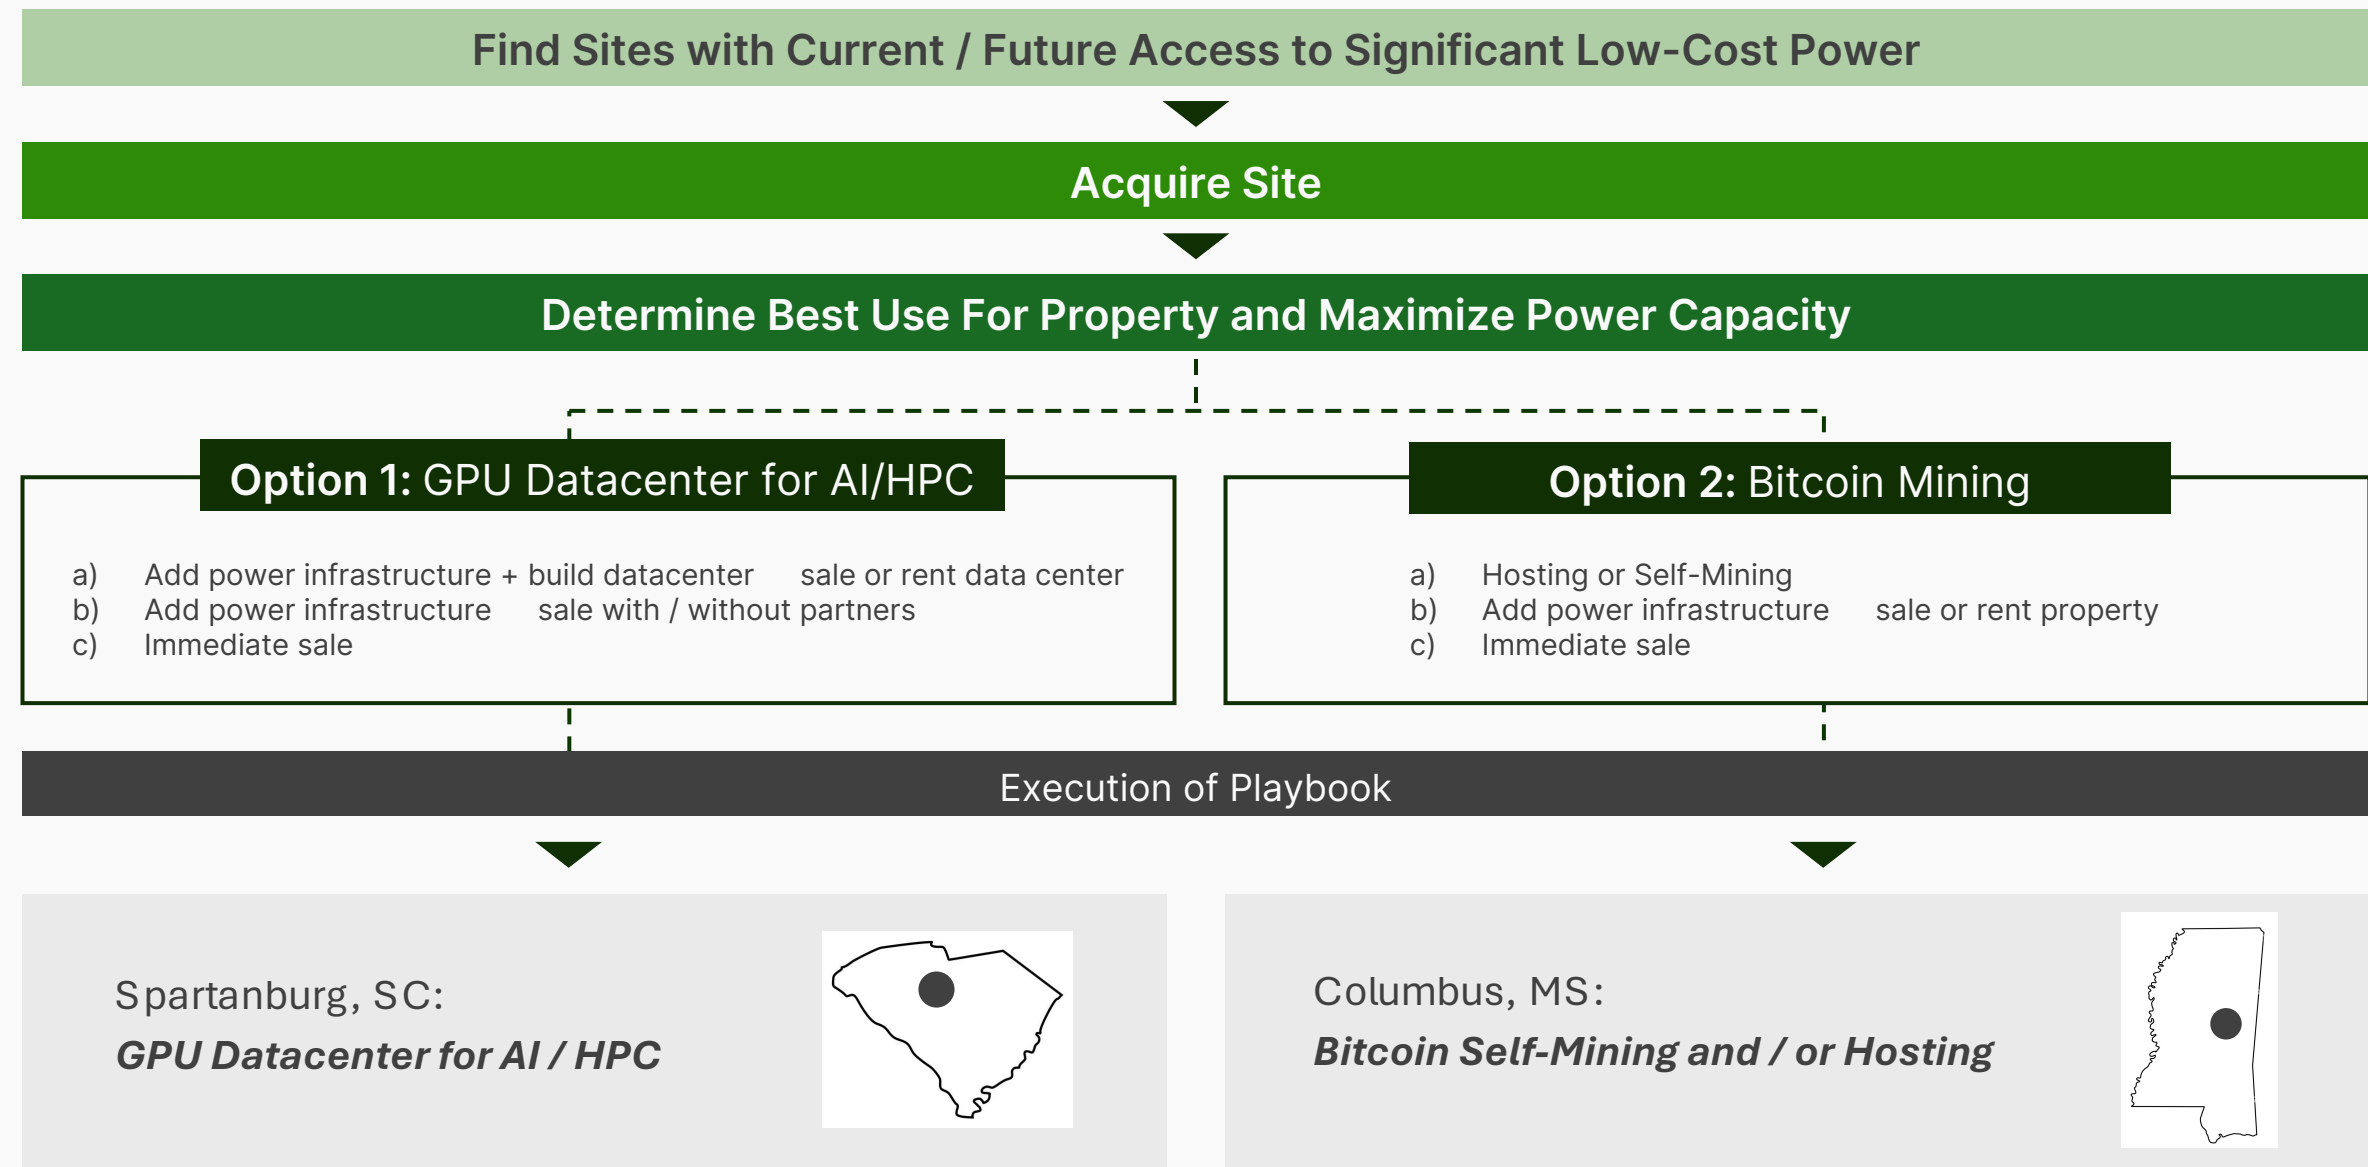 Find Sites with Current / Future Access to Significant Low-Cost Power
Acquire Site
Determine Best Use For Property and Maximize Power Capacity
Option 1: GPU Datacenter for AI/HPC
a) Add power infrastructure + build datacenter sale or rent data center
b) Add power infrastructure sale with / without partners
c) Immediate sale
Option 2: Bitcoin Mining
a) Hosting or Self-Mining
b) Add power infrastructure sale or rent property
c) Immediate sale
Execution of Playbook
Spartanburg, SC:
GPU Datacenter for AI / HPC
Columbus, MS:
Bitcoin Self-Mining and / or Hosting